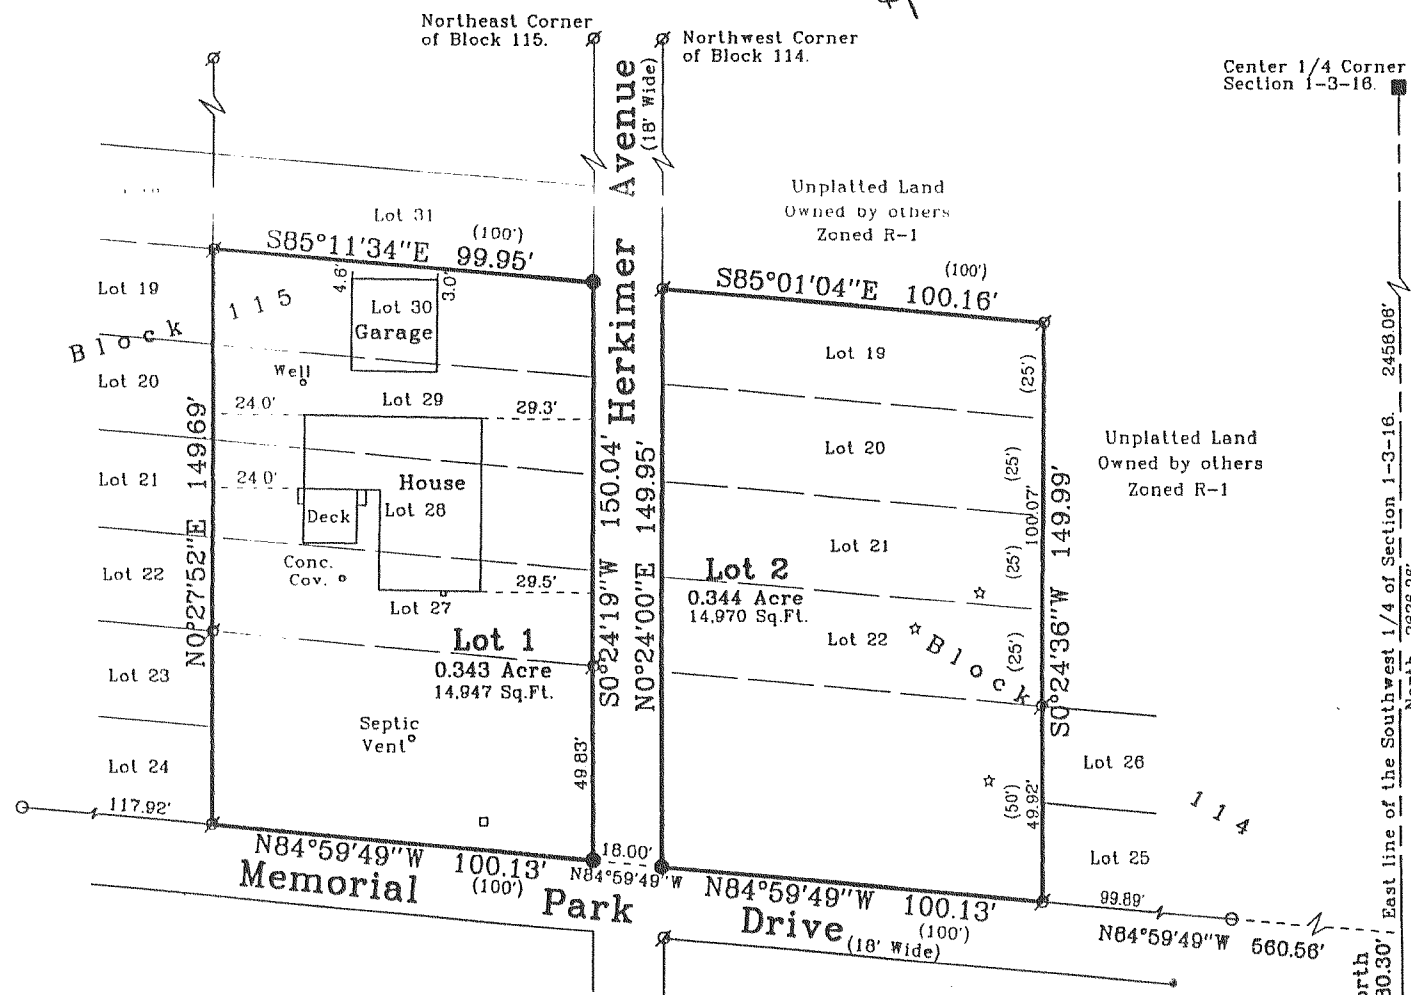 Northeast Corner
of Block 115.
Northwest Corner
of Block 114.
Center 1/4 Corner
Section 1-3-16.
Herkimer Avenue
(18' Wide)
Unplatted Land
Owned by others
Zoned R-1
Lot 31
(100')
S85°11'34"E 99.95'
(100')
S85°01'04"E 100.16'
Lot 19
Block 115
4.6'
3.0'
Lot 30
Garage
Lot 20
Well
24.0'
Lot 29
29.3'
N0°27'52"E 149.69'
Lot 21
24.0'
House
Deck
Lot 28
Conc.
Cov.
Lot 22
29.5'
Lot 27
Lot 1
0.343 Acre
14,947 Sq.Ft.
Lot 23
Septic
Vent
Lot 24
117.92'
49.83'
S0°24'19"W 150.04'
N0°24'00"E 149.95'
Lot 19
(25')
Lot 20
(25')
100.07'
Lot 21
(25')
Lot 2
0.344 Acre
14,970 Sq.Ft.
Lot 22
(25')
Block 114
S0°24'36"W 149.99'
Unplatted Land
Owned by others
Zoned R-1
Lot 26
(50')
49.92'
Lot 25
99.89'
N84°59'49"W 100.13'
(100')
18.00'
N84°59'49"W
N84°59'49"W 100.13'
(100')
N84°59'49"W 560.56'
Memorial Park Drive
(18' Wide)
East line of the Southwest 1/4 of Section 1-3-16. 2458.06'
North